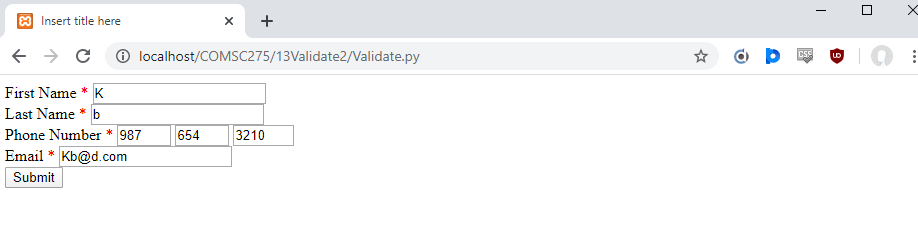 Insert title here
localhost/COMSC275/13Validate2/Validate.py
First Name * K
Last Name * b
Phone Number * 987 654 3210
Email * Kb@d.com
Submit